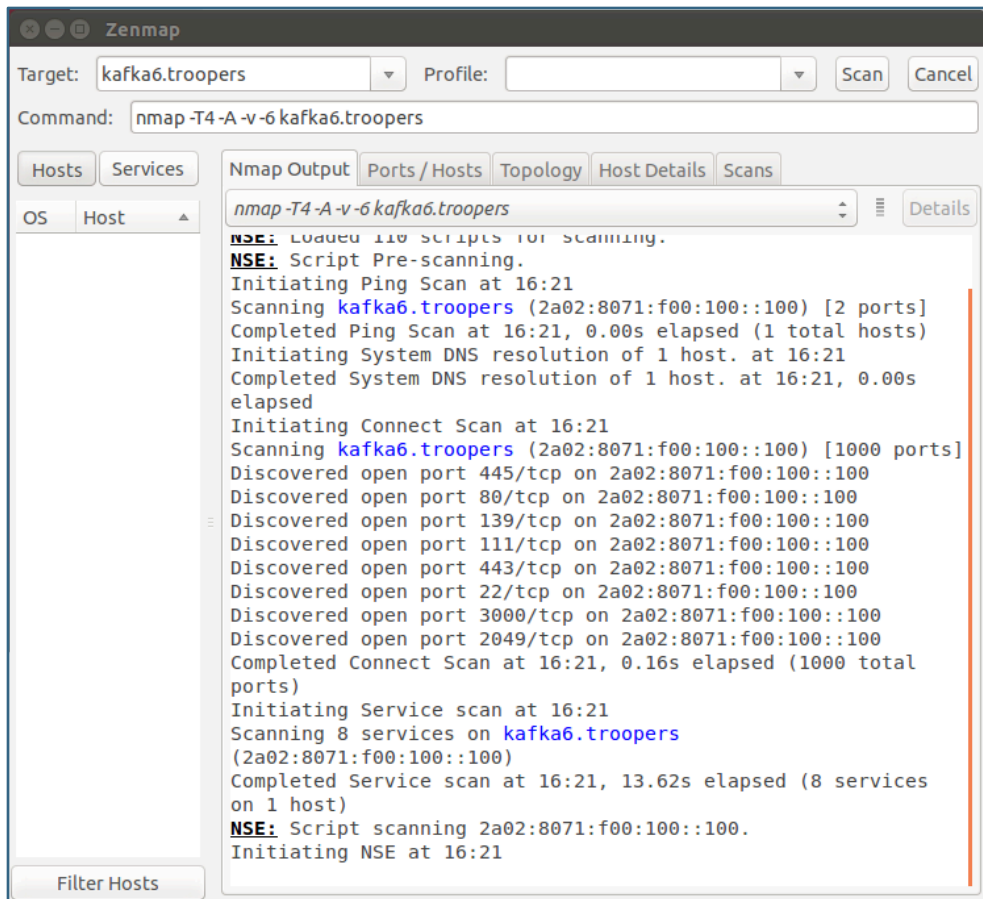 Zenmap
Target: kafka6.troopers Profile: Scan Cancel
Command: nmap -T4 -A -v -6 kafka6.troopers
Hosts Services Nmap Output Ports / Hosts Topology Host Details Scans
OS Host nmap -T4 -A -v -6 kafka6.troopers Details
NSE: Loaded 110 scripts for scanning.
NSE: Script Pre-scanning.
Initiating Ping Scan at 16:21
Scanning kafka6.troopers (2a02:8071:f00:100::100) [2 ports]
Completed Ping Scan at 16:21, 0.00s elapsed (1 total hosts)
Initiating System DNS resolution of 1 host. at 16:21
Completed System DNS resolution of 1 host. at 16:21, 0.00s
elapsed
Initiating Connect Scan at 16:21
Scanning kafka6.troopers (2a02:8071:f00:100::100) [1000 ports]
Discovered open port 445/tcp on 2a02:8071:f00:100::100
Discovered open port 80/tcp on 2a02:8071:f00:100::100
Discovered open port 139/tcp on 2a02:8071:f00:100::100
Discovered open port 111/tcp on 2a02:8071:f00:100::100
Discovered open port 443/tcp on 2a02:8071:f00:100::100
Discovered open port 22/tcp on 2a02:8071:f00:100::100
Discovered open port 3000/tcp on 2a02:8071:f00:100::100
Discovered open port 2049/tcp on 2a02:8071:f00:100::100
Completed Connect Scan at 16:21, 0.16s elapsed (1000 total
ports)
Initiating Service scan at 16:21
Scanning 8 services on kafka6.troopers
(2a02:8071:f00:100::100)
Completed Service scan at 16:21, 13.62s elapsed (8 services
on 1 host)
NSE: Script scanning 2a02:8071:f00:100::100.
Initiating NSE at 16:21
Filter Hosts